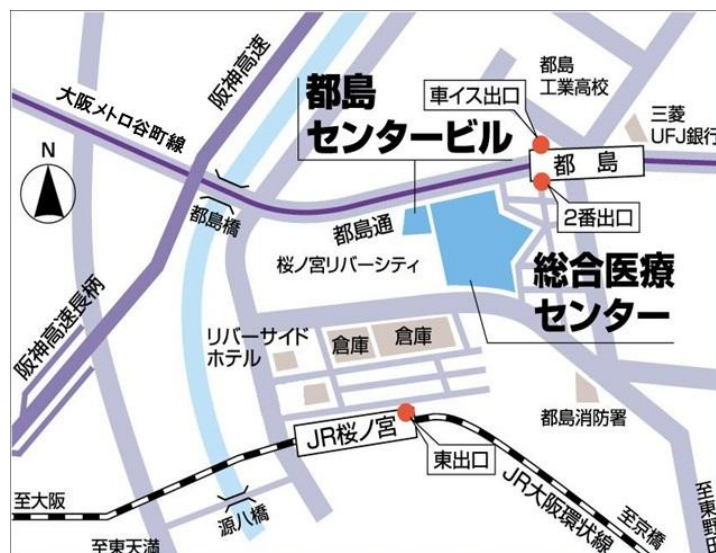 阪神高速
大阪メトロ谷町線
N
都島橋
阪神高速長柄
都島
センタービル
車イス出口
都島
工業高校
三菱
UFJ銀行
都島
2番出口
都島通
桜ノ宮リバーシティ
総合医療
センター
リバーサイド
ホテル
倉庫
倉庫
都島消防署
JR桜ノ宮
東出口
JR大阪環状線
至大阪
源八橋
至東天満
至京橋
至東野田